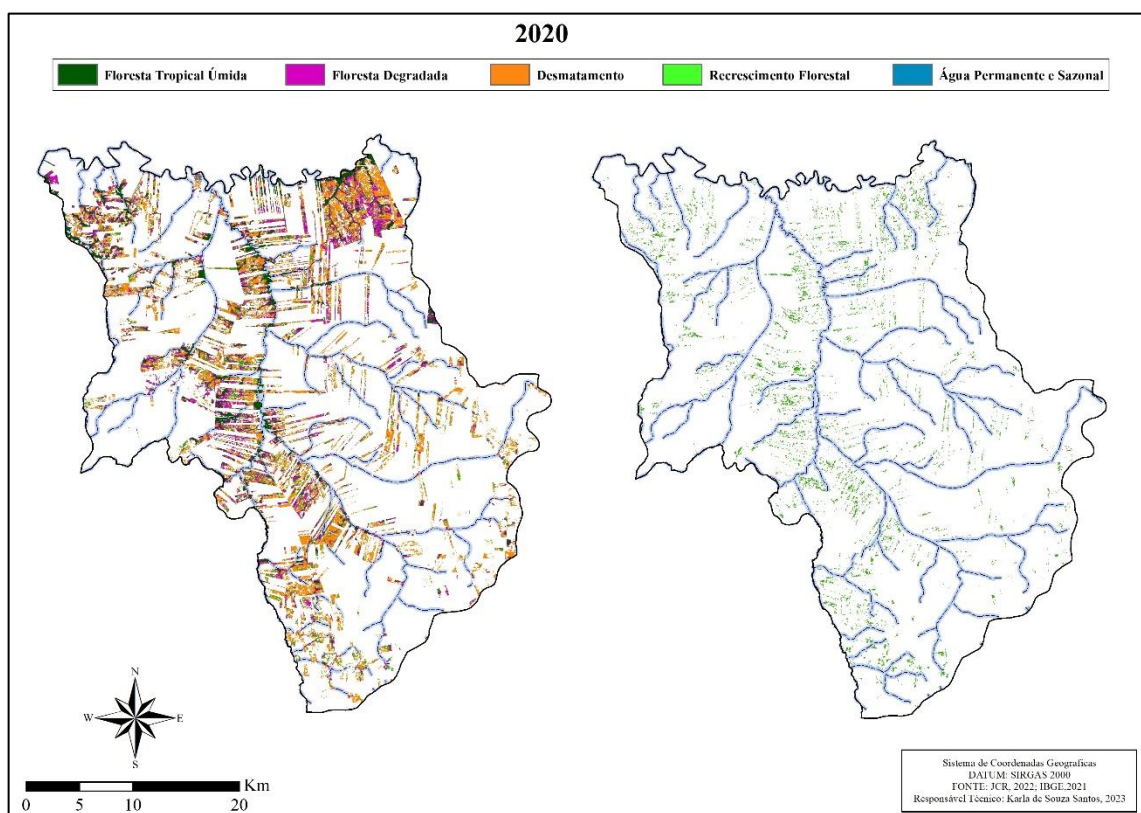 2020
Floresta Tropical Úmida
Floresta Degradada
Desmatamento
Recrescimento Florestal
Água Permanente e Sazonal
N
W E
S
Km
0 5 10 20
Sistema de Coordenadas Geograficas
DATUM: SIRGAS 2000
FONTE: JCR, 2022; IBGE,2021
Responsável Técnico: Karla de Souza Santos, 2023